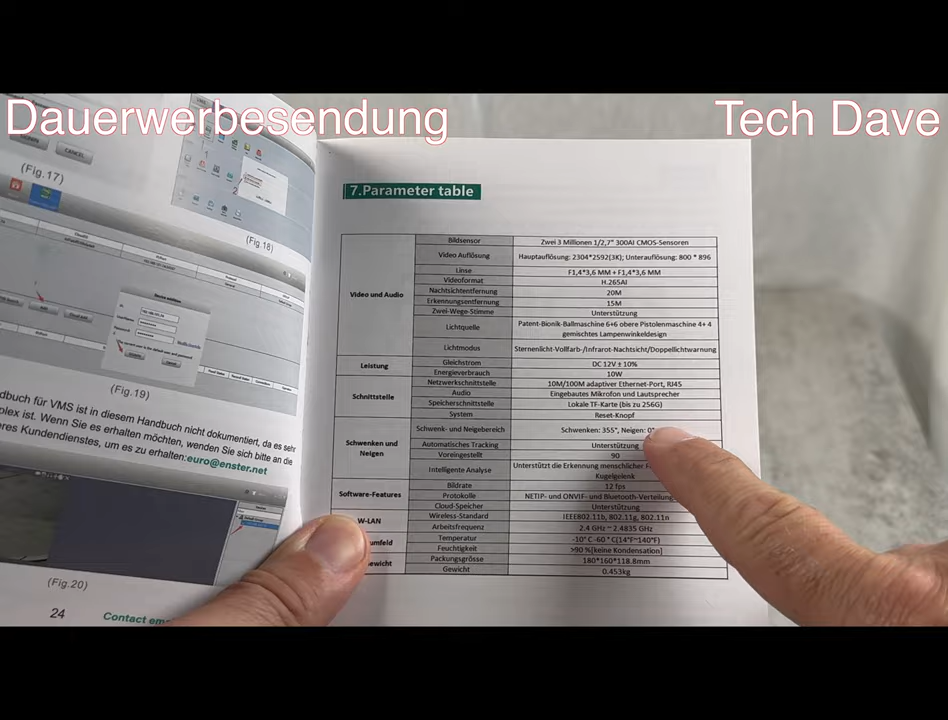 Dauerwerbesendung
Tech Dave
CANCEL
(Fig.17)
(Fig.18)
(Fig.19)
dbuch für VMS ist in diesem Handbuch nicht dokumentiert, da es sehr
plex ist. Wenn Sie es erhalten möchten, wenden Sie sich bitte an die
eres Kundendienstes, um es zu erhalten:euro@enster.net
(Fig.20)
24
Contact ema
7.Parameter table
Video und Audio
Bildsensor Zwei 3 Millionen 1/2,7" 300AI CMOS-Sensoren
Video Auflösung Hauptauflösung: 2304*2592(3K); Unterauflösung: 800 * 896
Linse F1,4*3,6 MM + F1,4*3,6 MM
Videoformat H.265AI
Nachtsichtentfernung 20M
Erkennungsentfernung 15M
Zwei-Wege-Stimme Unterstützung
Lichtquelle Patent-Bionik-Ballmaschine 6+6 obere Pistolenmaschine 4+ 4
gemischtes Lampenwinkeldesign
Lichtmodus Sternenlicht-Vollfarb-/Infrarot-Nachtsicht/Doppellichtwarnung
Leistung
Gleichstrom DC 12V ± 10%
Energieverbrauch 10W
Schnittstelle
Netzwerkschnittstelle 10M/100M adaptiver Ethernet-Port, RJ45
Audio Eingebautes Mikrofon und Lautsprecher
Speicherschnittstelle Lokale TF-Karte (bis zu 256G)
System Reset-Knopf
Schwenken und
Neigen
Schwenk- und Neigebereich Schwenken: 355°, Neigen: 0°
Automatisches Tracking Unterstützung
Voreingestellt 90
Intelligente Analyse Unterstützt die Erkennung menschlicher
Kugelgelenk
Software-Features
Bildrate 12 fps
Protokolle NETIP- und ONVIF- und Bluetooth-Verteilung
Cloud-Speicher Unterstützung
W-LAN
Wireless-Standard IEEE802.11b, 802.11g, 802.11n
Arbeitsfrequenz 2.4 GHz ~ 2.4835 GHz
umfeld
Temperatur -10° C-60 ° C[14°F~140°F]
Feuchtigkeit >90 %[keine Kondensation]
ewicht
Packungsgrösse 180*160*118.8mm
Gewicht 0.453kg